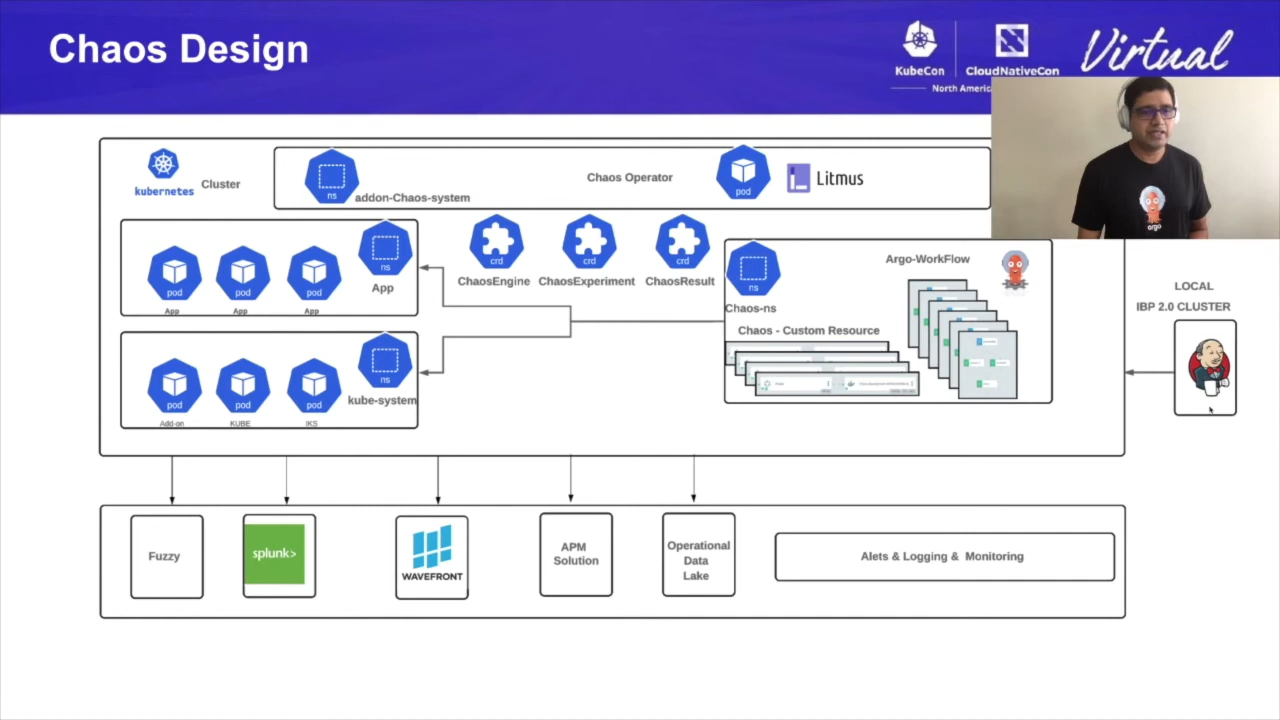 Chaos Design
KubeCon
CloudNativeCon
North America
Virtual
kubernetes
Cluster
ns
addon-Chaos-system
Chaos Operator
pod
Litmus
pod
pod
pod
App
App
App
ns
App
crd
crd
crd
ChaosEngine
ChaosExperiment
ChaosResult
ns
Chaos-ns
Argo-WorkFlow
Chaos - Custom Resource
argo
LOCAL
IBP 2.0 CLUSTER
pod
pod
pod
Add-on
KUBE
IKS
ns
kube-system
Fuzzy
splunk>
WAVEFRONT
APM
Solution
Operational
Data
Lake
Alets & Logging & Monitoring